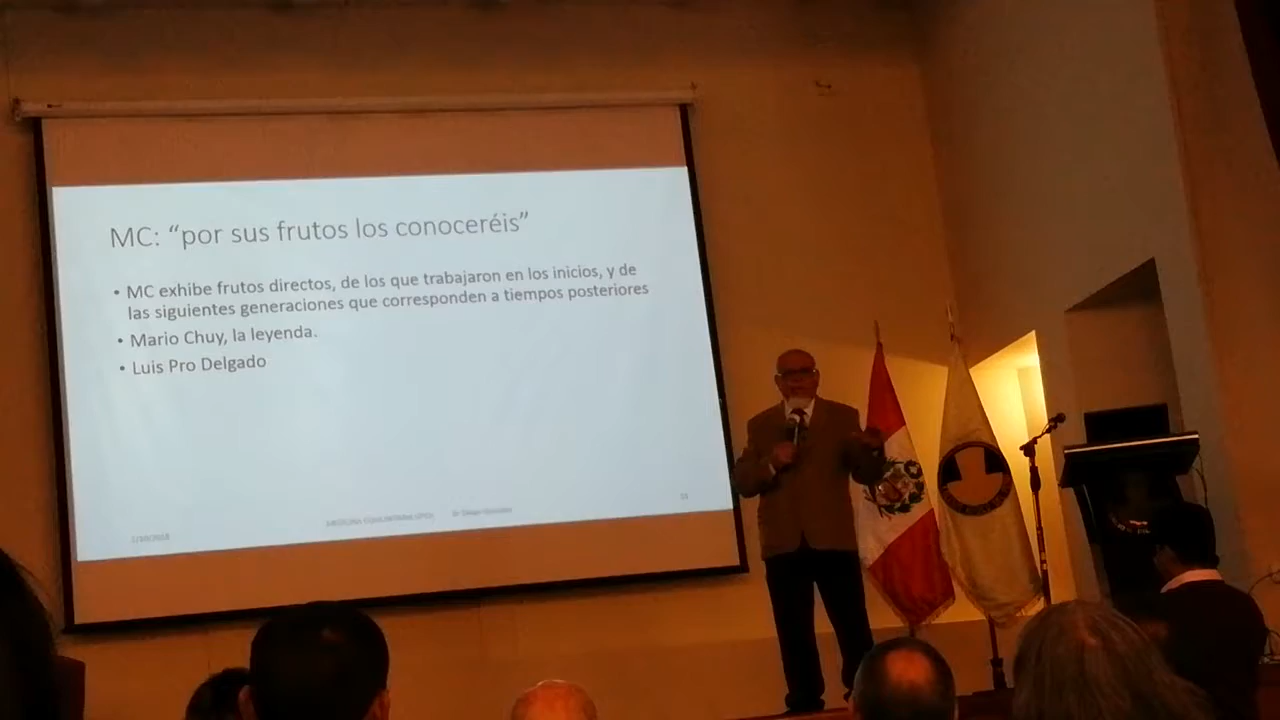 MC: “por sus frutos los conoceréis”
• MC exhibe frutos directos, de los que trabajaron en los inicios, y de
las siguientes generaciones que corresponden a tiempos posteriores
• Mario Chuy, la leyenda.
• Luis Pro Delgado